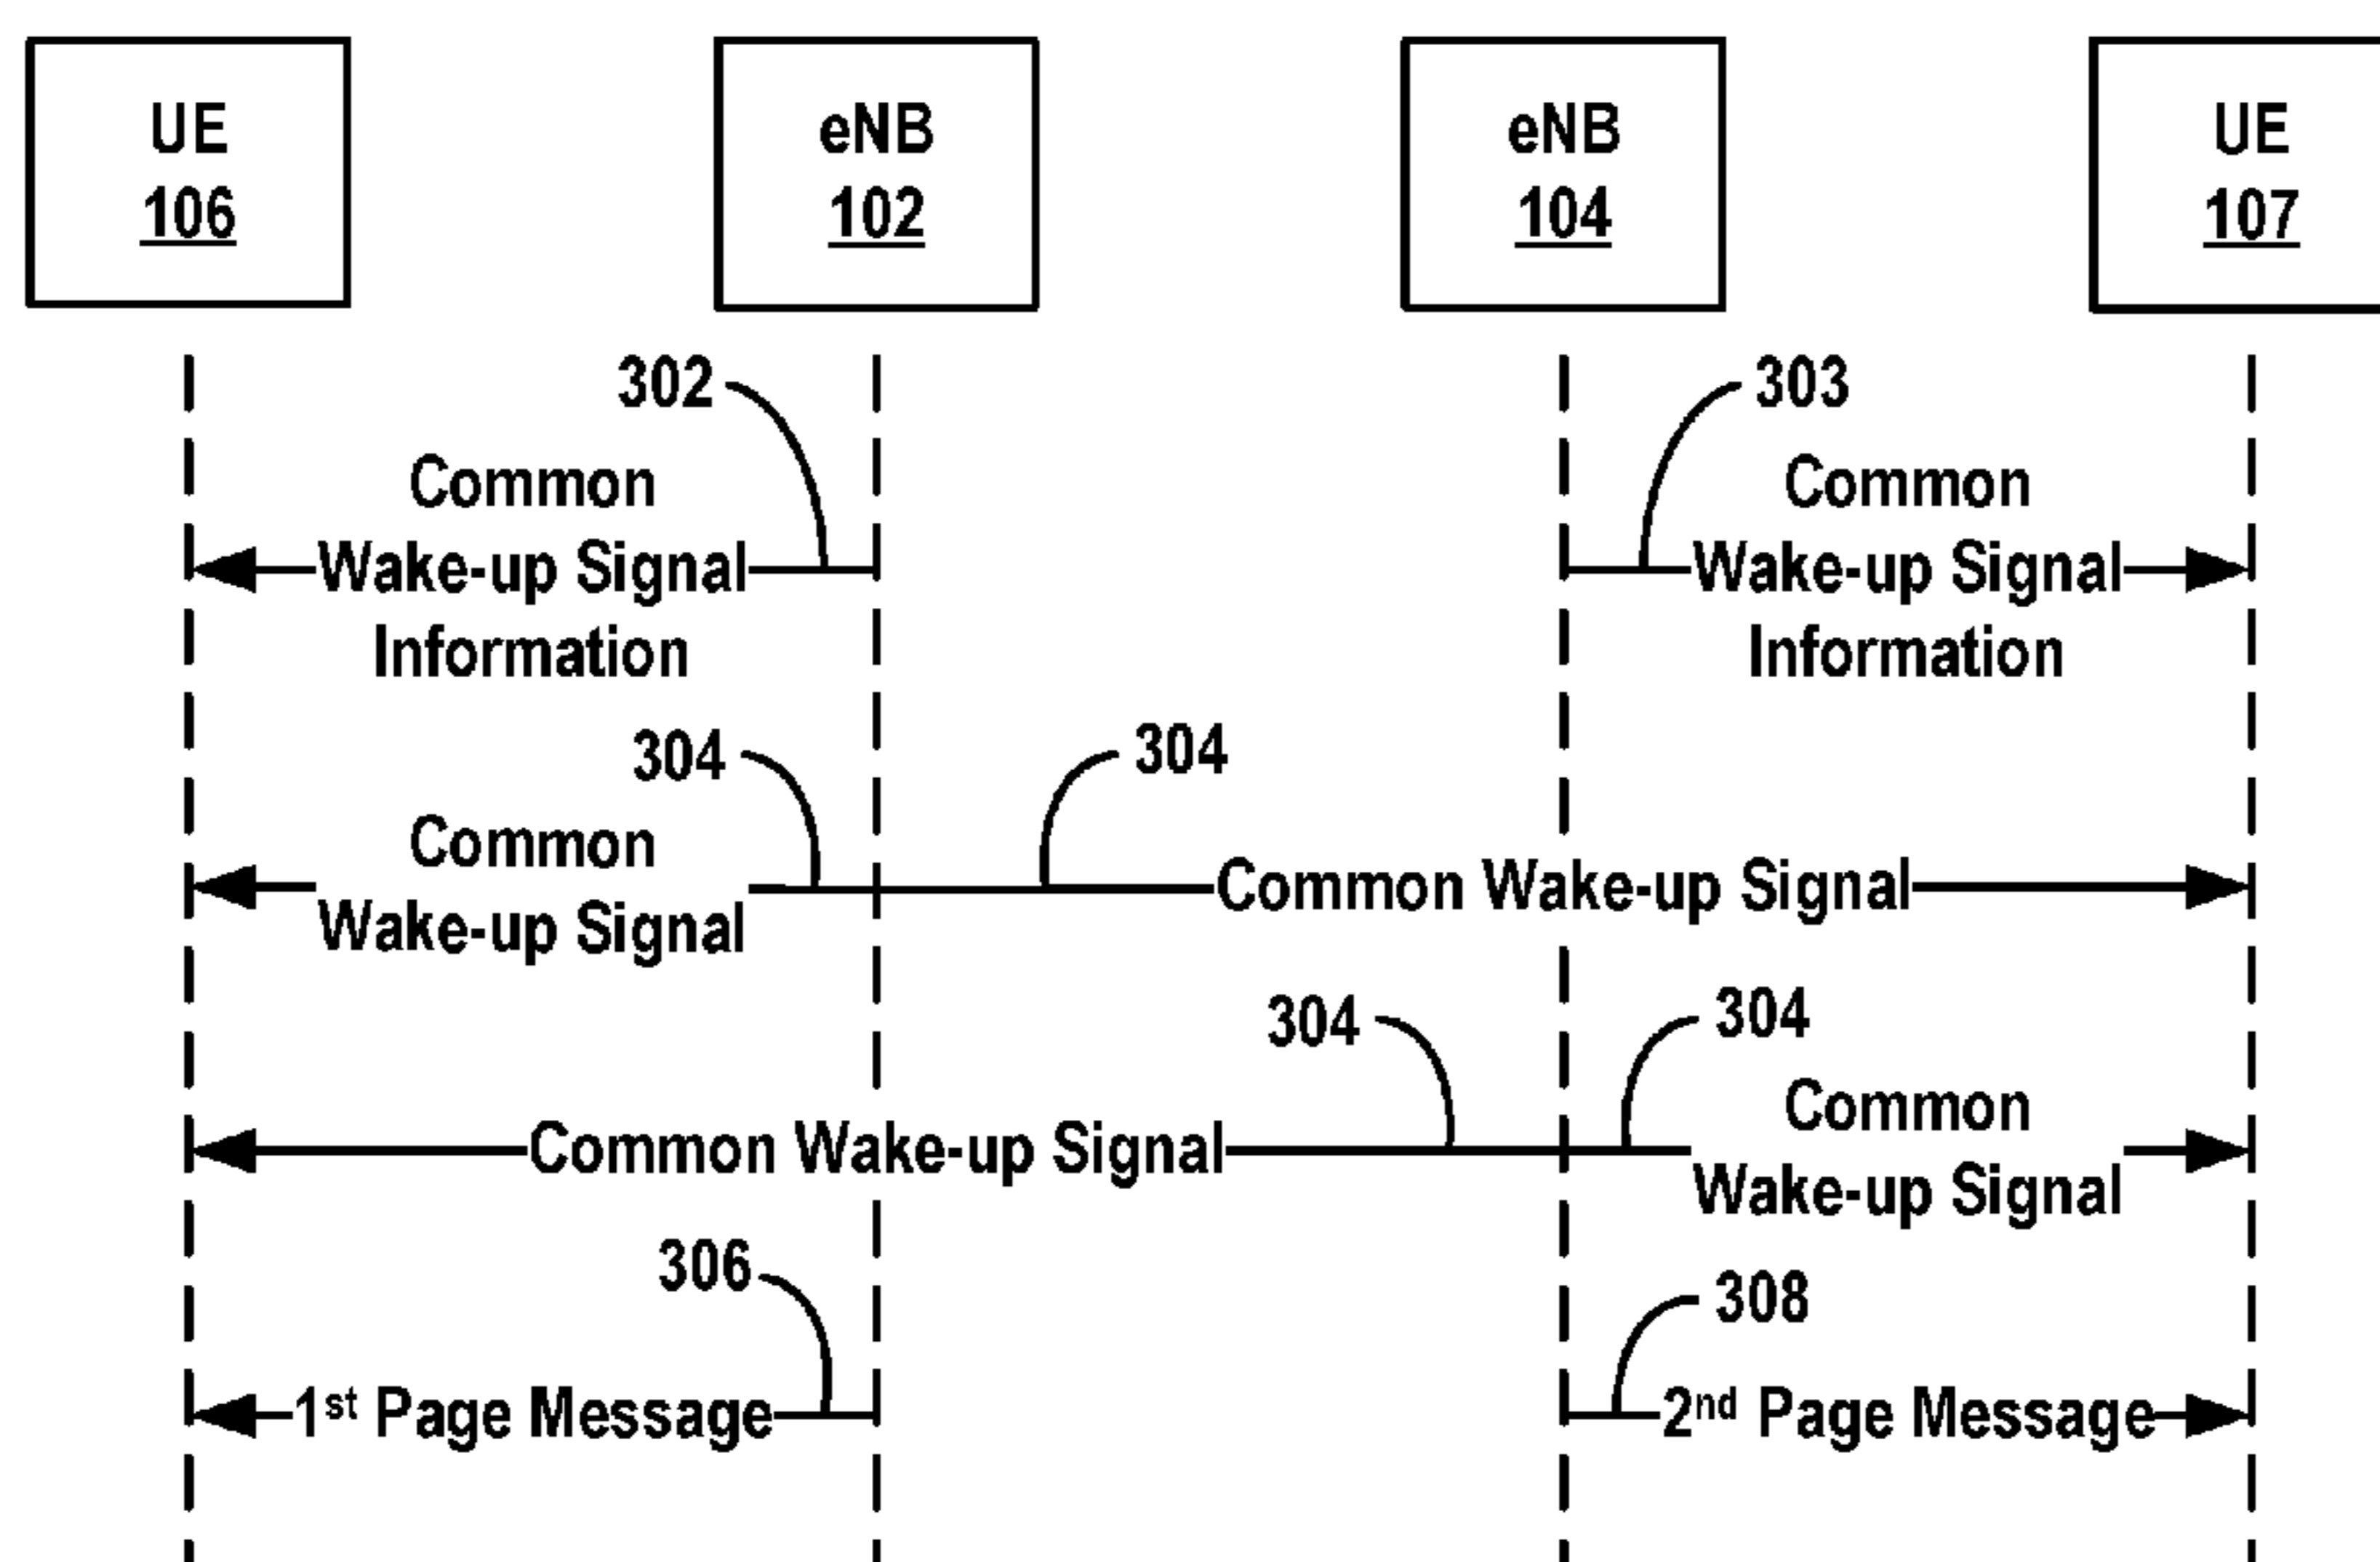 UE
106
eNB
102
eNB
104
UE
107
302
303
Common
Wake-up Signal
Information
Common
Wake-up Signal
Information
304
304
Common
Wake-up Signal
Common Wake-up Signal
304
304
Common Wake-up Signal
Common
Wake-up Signal
306
308
1st Page Message
2nd Page Message